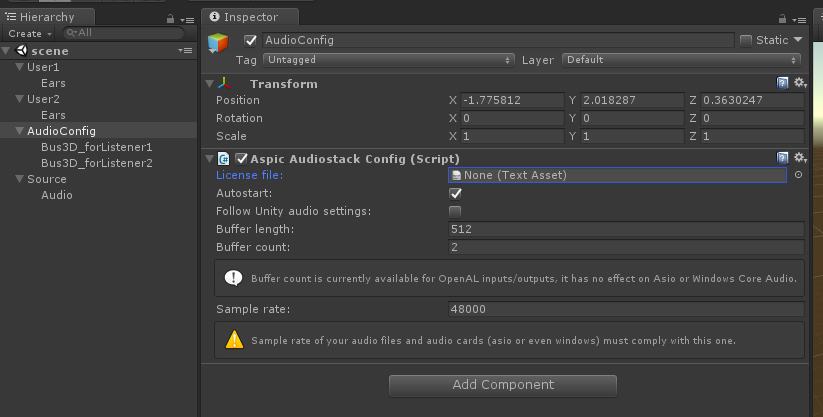 Hierarchy
Create
All
scene
User1
Ears
User2
Ears
AudioConfig
Bus3D_forListener1
Bus3D_forListener2
Source
Audio
Inspector
AudioConfig
Static
Tag Untagged Layer Default
Transform
Position X -1.775812 Y 2.018287 Z 0.3630247
Rotation X 0 Y 0 Z 0
Scale X 1 Y 1 Z 1
Aspic Audiostack Config (Script)
License file: None (Text Asset)
Autostart:
Follow Unity audio settings:
Buffer length: 512
Buffer count: 2
Buffer count is currently available for OpenAL inputs/outputs, it has no effect on Asio or Windows Core Audio.
Sample rate: 48000
Sample rate of your audio files and audio cards (asio or even windows) must comply with this one.
Add Component